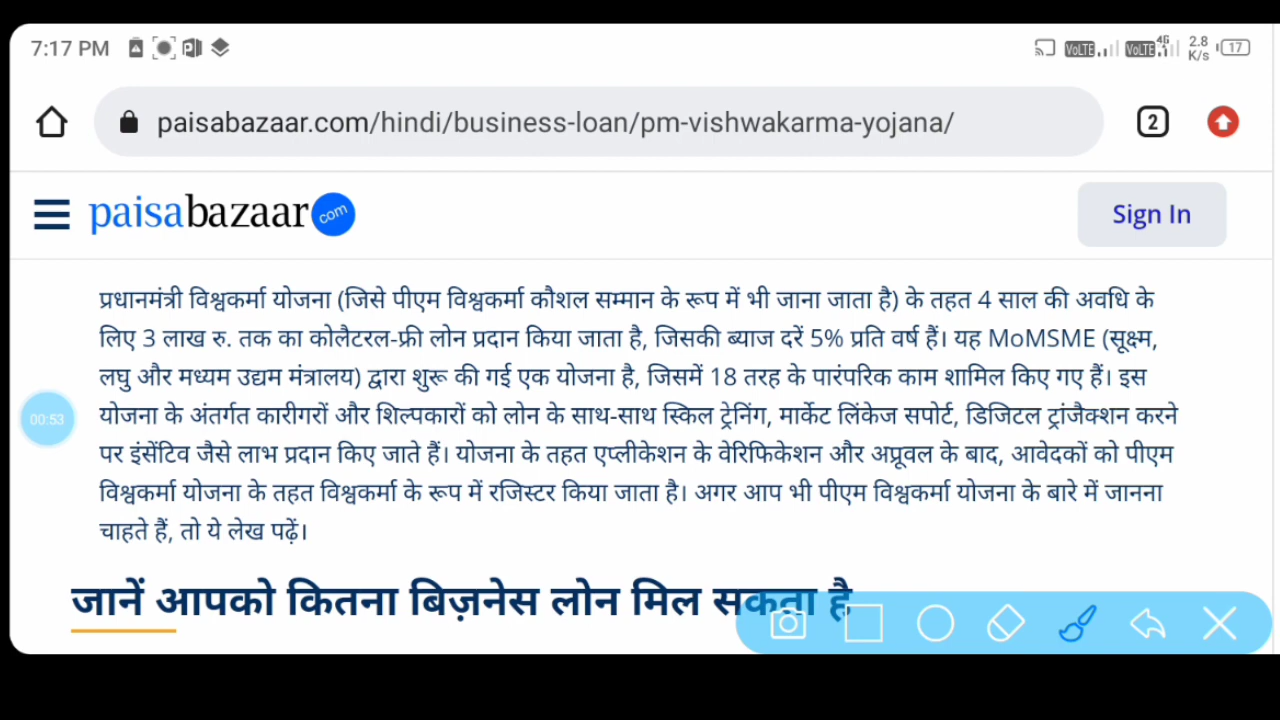 7:17 PM VoLTE VoLTE 4G 2.8 K/s 17
paisabazaar.com/hindi/business-loan/pm-vishwakarma-yojana/ 2
paisabazaar com Sign In
प्रधानमंत्री विश्वकर्मा योजना (जिसे पीएम विश्वकर्मा कौशल सम्मान के रूप में भी जाना जाता है) के तहत 4 साल की अवधि के
लिए 3 लाख रु. तक का कोलैटरल-फ्री लोन प्रदान किया जाता है, जिसकी ब्याज दरें 5% प्रति वर्ष हैं। यह MoMSME (सूक्ष्म,
लघु और मध्यम उद्यम मंत्रालय) द्वारा शुरू की गई एक योजना है, जिसमें 18 तरह के पारंपरिक काम शामिल किए गए हैं। इस
योजना के अंतर्गत कारीगरों और शिल्पकारों को लोन के साथ-साथ स्किल ट्रेनिंग, मार्केट लिंकेज सपोर्ट, डिजिटल ट्रांजैक्शन करने
00:53
पर इंसेंटिव जैसे लाभ प्रदान किए जाते हैं। योजना के तहत एप्लीकेशन के वेरिफिकेशन और अप्रूवल के बाद, आवेदकों को पीएम
विश्वकर्मा योजना के तहत विश्वकर्मा के रूप में रजिस्टर किया जाता है। अगर आप भी पीएम विश्वकर्मा योजना के बारे में जानना
चाहते हैं, तो ये लेख पढ़ें।
जानें आपको कितना बिज़नेस लोन मिल सकता है